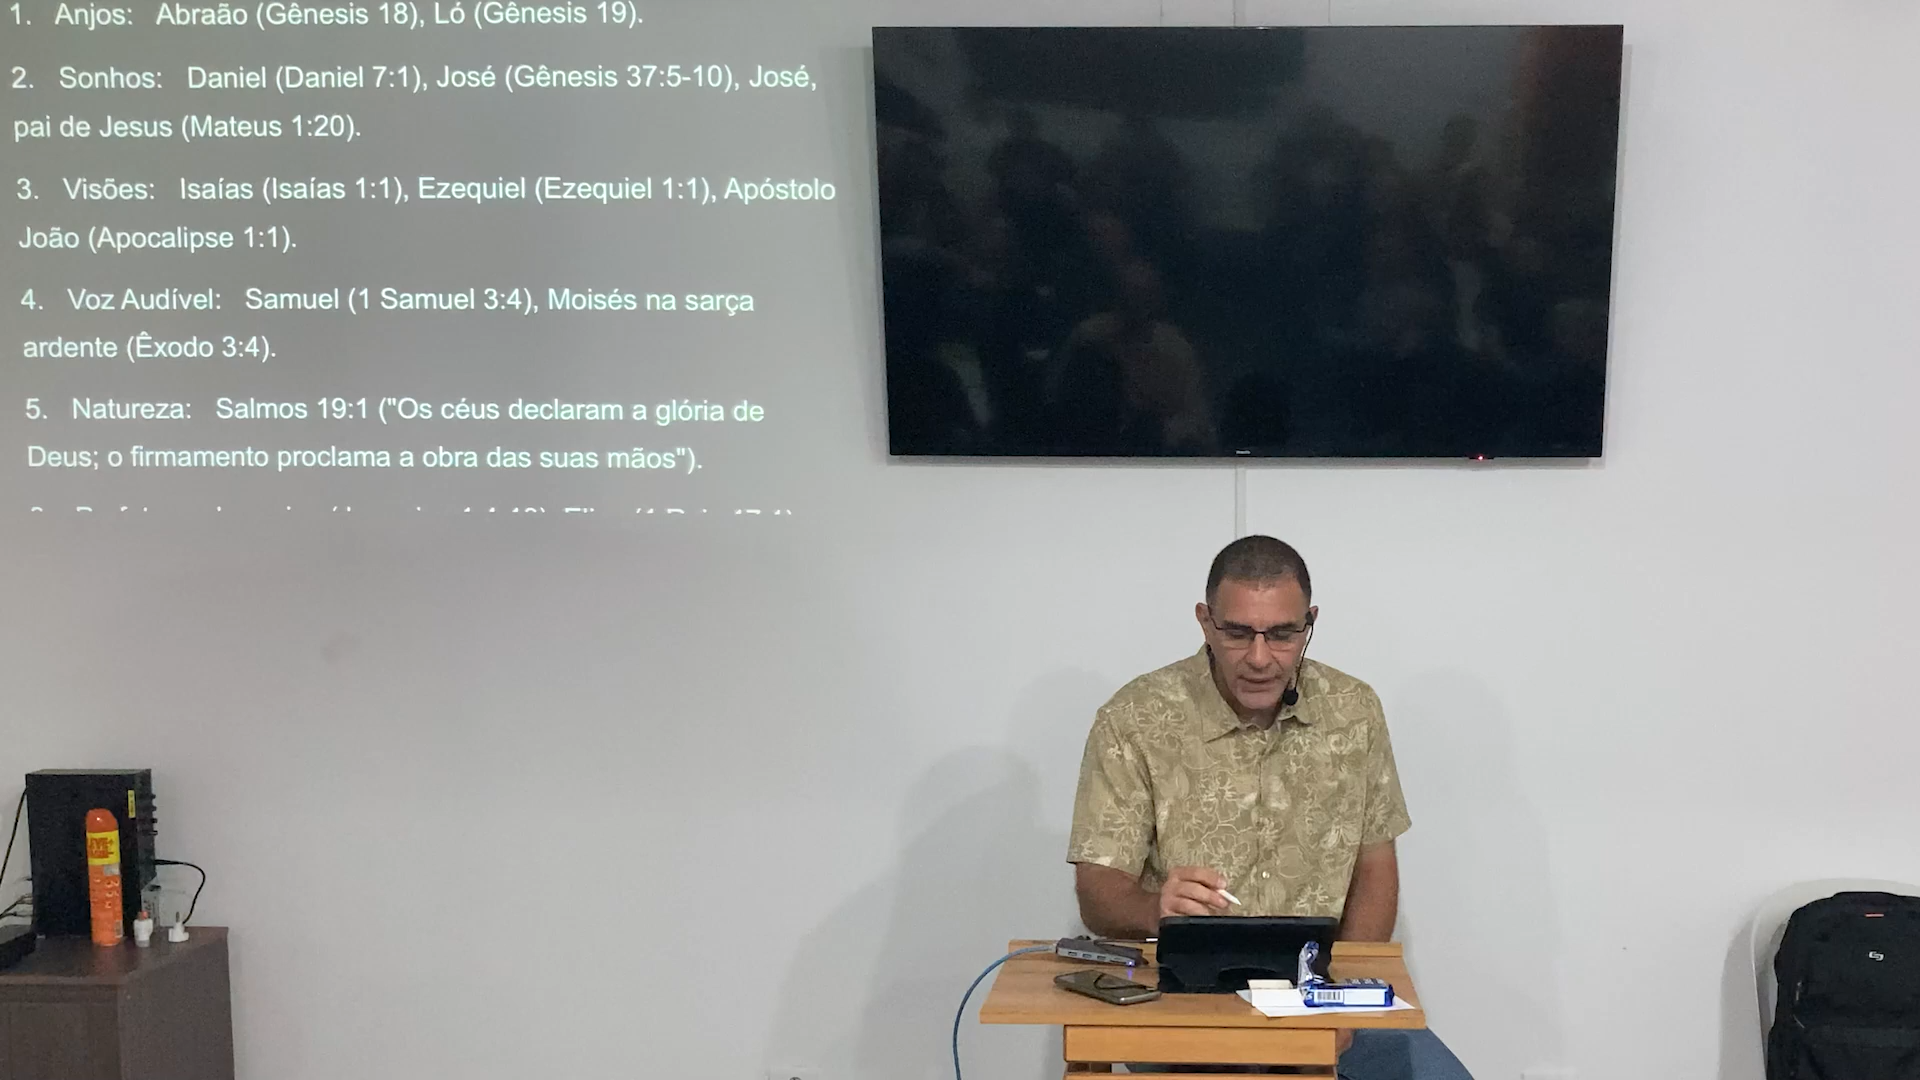 1. Anjos: Abraão (Gênesis 18), Ló (Gênesis 19).
2. Sonhos: Daniel (Daniel 7:1), José (Gênesis 37:5-10), José,
pai de Jesus (Mateus 1:20).
3. Visões: Isaías (Isaías 1:1), Ezequiel (Ezequiel 1:1), Apóstolo
João (Apocalipse 1:1).
4. Voz Audível: Samuel (1 Samuel 3:4), Moisés na sarça
ardente (Êxodo 3:4).
5. Natureza: Salmos 19:1 ("Os céus declaram a glória de
Deus; o firmamento proclama a obra das suas mãos").